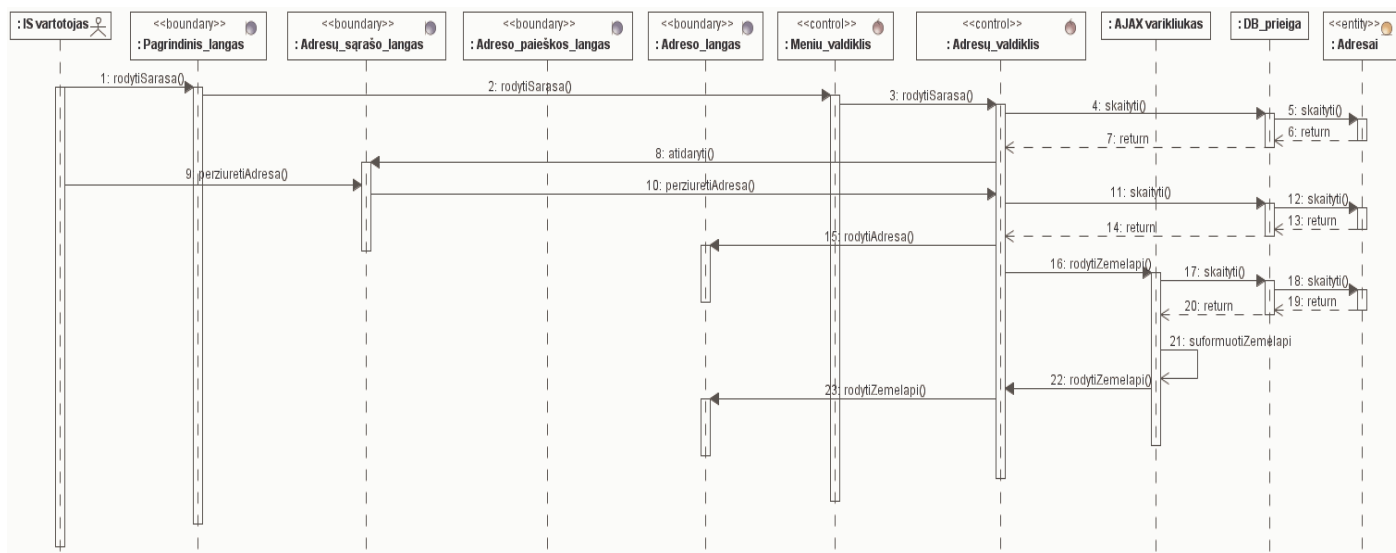 : IS vartotojas
<<boundary>>
: Pagrindinis_langas
<<boundary>>
: Adresų_sąrašo_langas
<<boundary>>
: Adreso_paieškos_langas
<<boundary>>
: Adreso_langas
<<control>>
: Meniu_valdiklis
<<control>>
: Adresų_valdiklis
: AJAX varikliukas
: DB_prieiga
<<entity>>
: Adresai
1: rodytiSarasa()
2: rodytiSarasa()
3: rodytiSarasa()
4: skaityti()
5: skaityti()
6: return
7: return
8: atidaryti()
9: perziuretiAdresa()
10: perziuretiAdresa()
11: skaityti()
12: skaityti()
13: return
14: return
15: rodytiAdresa()
16: rodytiZemelapi()
17: skaityti()
18: skaityti()
19: return
20: return
21: suformuotiZemelapi
22: rodytiZemelapi()
23: rodytiZemelapi()